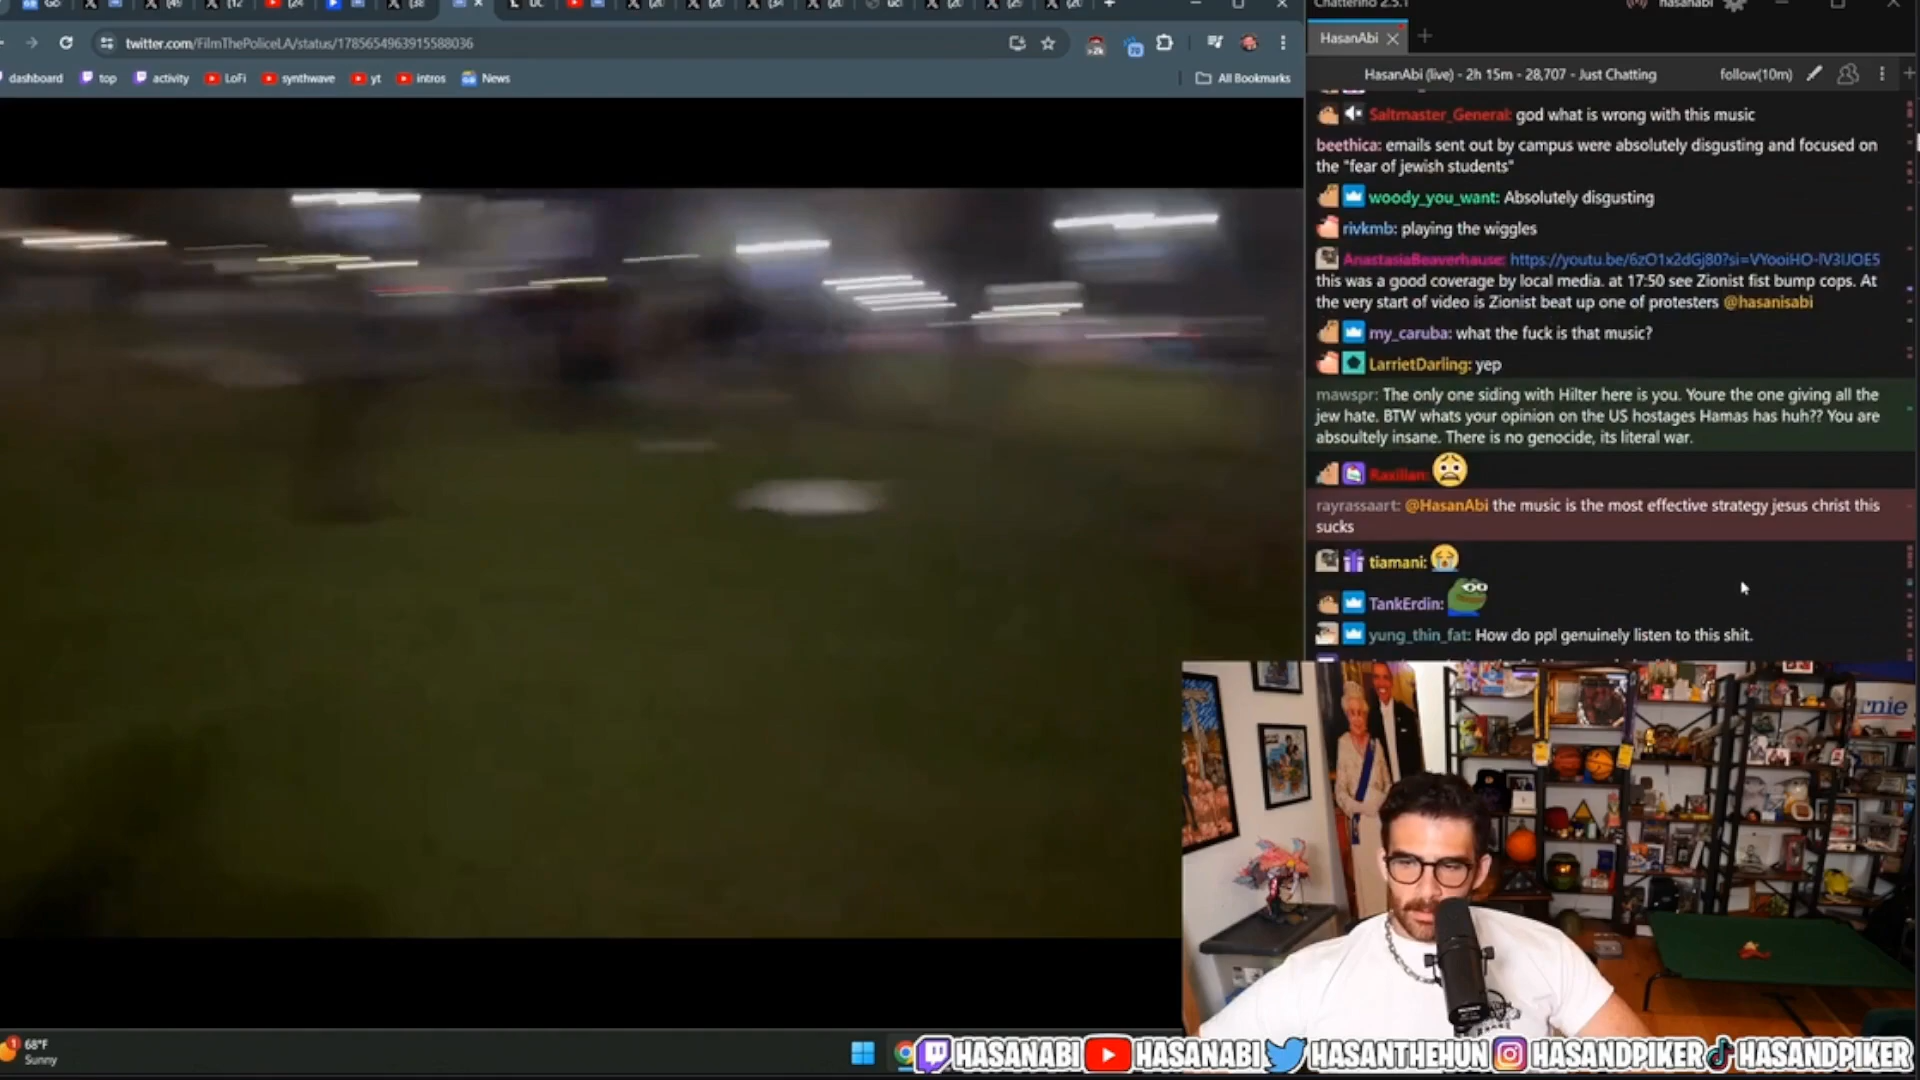 Chatterino 2.5.1
hasanabi
twitter.com/FilmThePoliceLA/status/1785654963915588036
HasanAbi
dashboard top activity LoFi synthwave yt intros News All Bookmarks
HasanAbi (live) - 2h 15m - 28,707 - Just Chatting follow(10m)
Saltmaster_General: god what is wrong with this music
beethica: emails sent out by campus were absolutely disgusting and focused on
the "fear of jewish students"
woody_you_want: Absolutely disgusting
rivkmb: playing the wiggles
AnastasiaBeaverhause: https://youtu.be/6zO1x2dGj80?si=VYooiHO-IV3IJOE5
this was a good coverage by local media. at 17:50 see Zionist fist bump cops. At
the very start of video is Zionist beat up one of protesters @hasanisabi
my_caruba: what the fuck is that music?
LarrietDarling: yep
mawspr: The only one siding with Hilter here is you. Youre the one giving all the
jew hate. BTW whats your opinion on the US hostages Hamas has huh?? You are
absoultely insane. There is no genocide, its literal war.
Raxilian:
rayrassaart: @HasanAbi the music is the most effective strategy jesus christ this
sucks
tiamani:
TankErdin:
yung_thin_fat: How do ppl genuinely listen to this shit.
rnie
1 68°F
Sunny
HASANABI HASANABI HASANTHEHUN HASANDPIKER HASANDPIKER